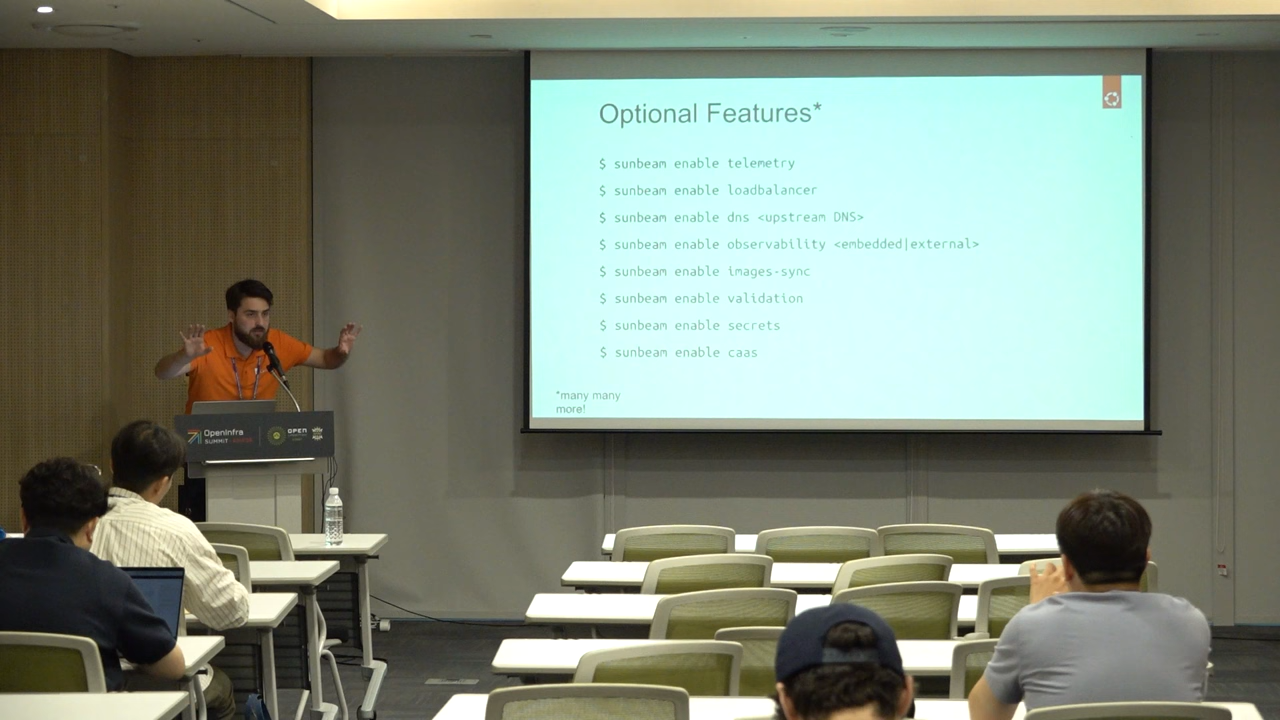 Optional Features*
$ sunbeam enable telemetry
$ sunbeam enable loadbalancer
$ sunbeam enable dns <upstream DNS>
$ sunbeam enable observability <embedded|external>
$ sunbeam enable images-sync
$ sunbeam enable validation
$ sunbeam enable secrets
$ sunbeam enable caas
*many many
more!
OpenInfra
SUMMIT
OPEN